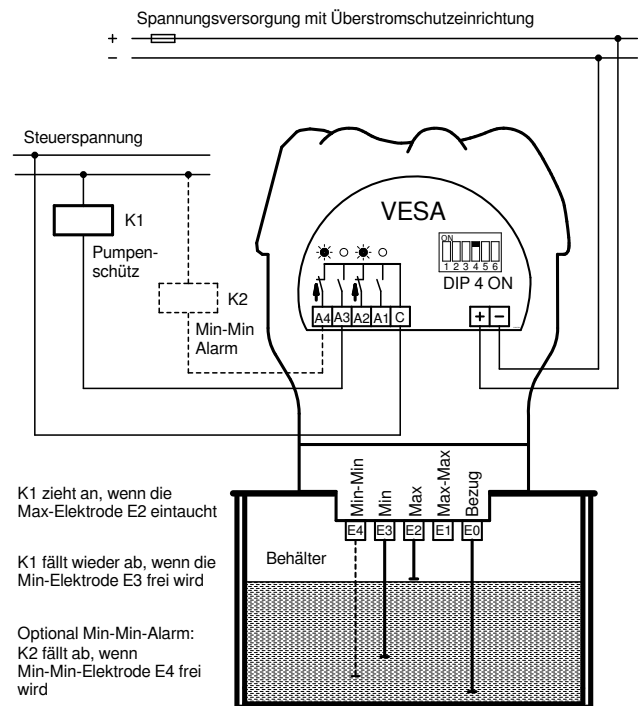 Spannungsversorgung mit Überstromschutzeinrichtung
+
−
Steuerspannung
K1
Pumpen-
schütz
K2
Min-Min
Alarm
VESA
ON
1 2 3 4 5 6
DIP 4 ON
A4 A3 A2 A1 C
+ −
Min-Min
Min
Max
Max-Max
Bezug
E4 E3 E2 E1 E0
Behälter
K1 zieht an, wenn die
Max-Elektrode E2 eintaucht
K1 fällt wieder ab, wenn die
Min-Elektrode E3 frei wird
Optional Min-Min-Alarm:
K2 fällt ab, wenn
Min-Min-Elektrode E4 frei
wird